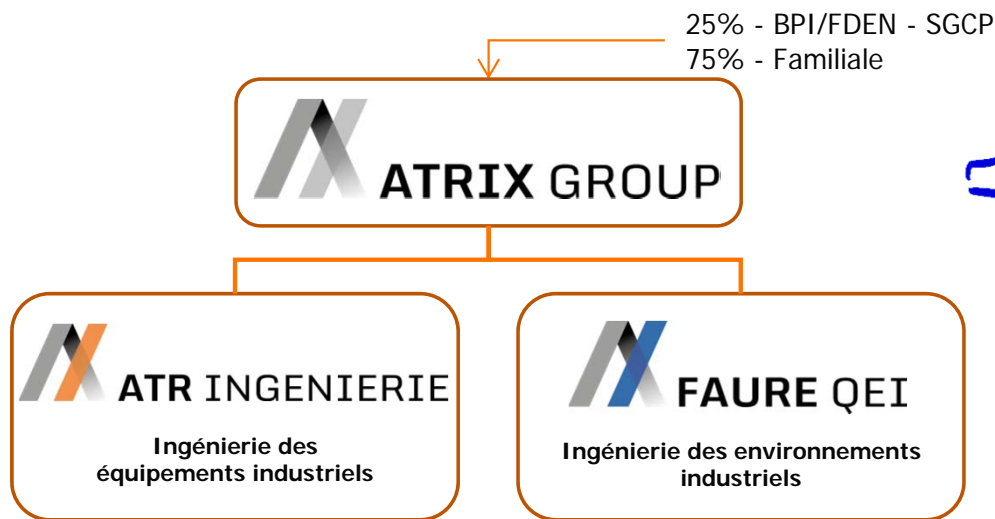 25% - BPI/FDEN - SGCP
75% - Familiale
ATRIX GROUP
ATR INGENIERIE
Ingénierie des
équipements industriels
FAURE QEI
Ingénierie des environnements
industriels